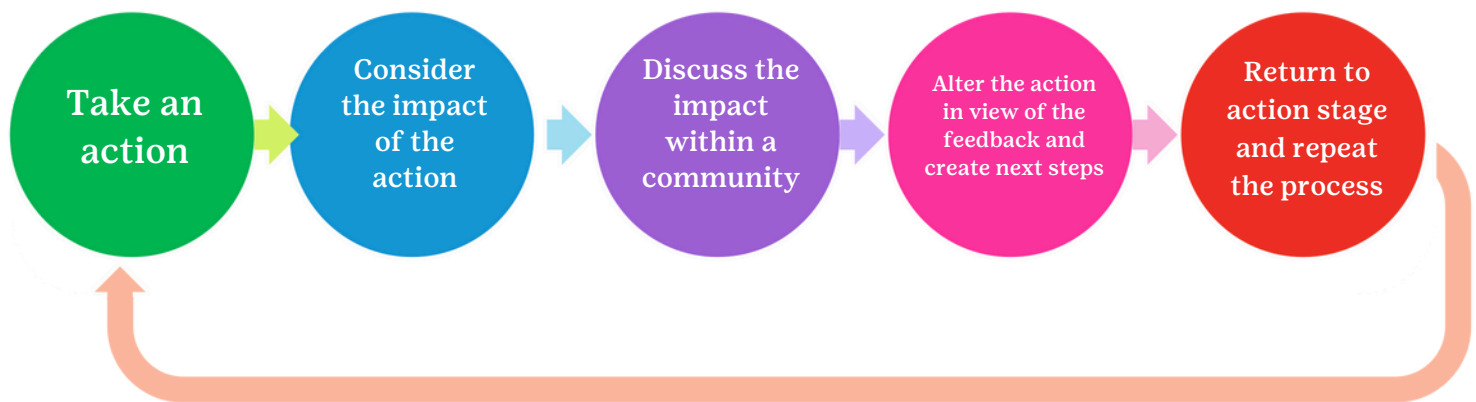 Take an
action
Consider
the impact
of the
action
Discuss the
impact
within a
community
Alter the action
in view of the
feedback and
create next steps
Return to
action stage
and repeat
the process